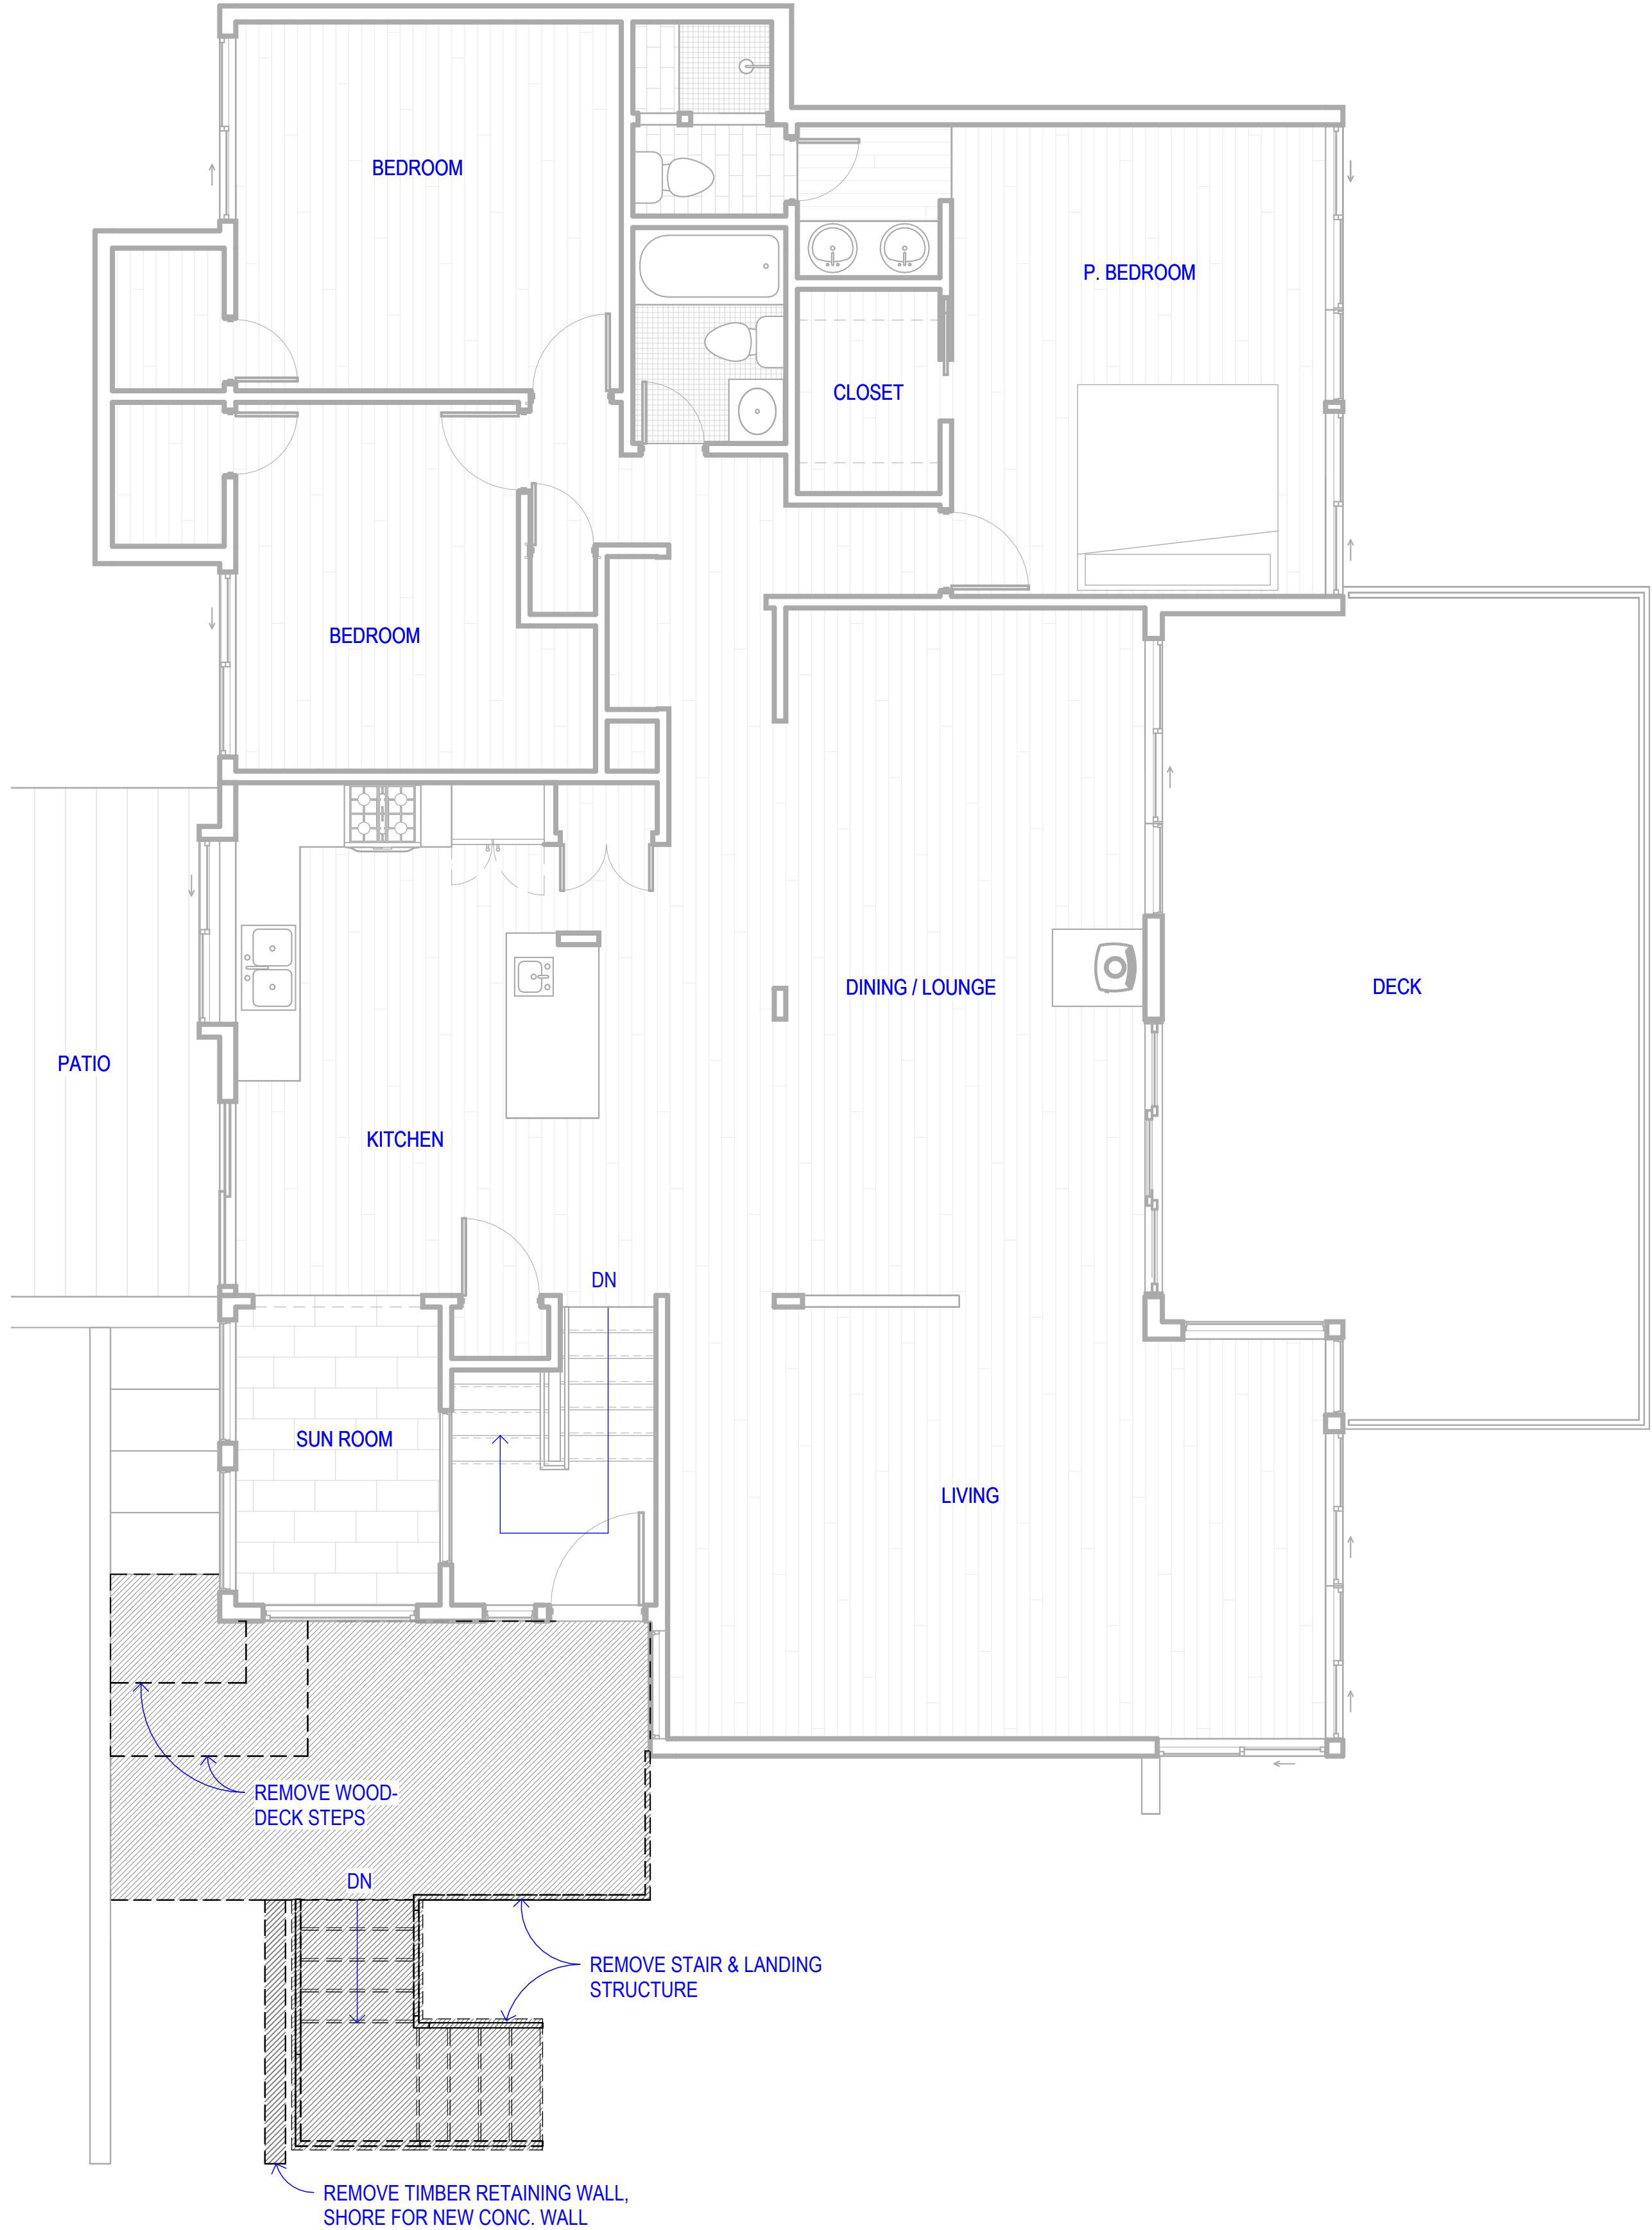 BEDROOM
P. BEDROOM
CLOSET
BEDROOM
DINING / LOUNGE
DECK
PATIO
KITCHEN
DN
SUN ROOM
LIVING
REMOVE WOOD-
DECK STEPS
DN
REMOVE STAIR & LANDING
STRUCTURE
REMOVE TIMBER RETAINING WALL,
SHORE FOR NEW CONC. WALL